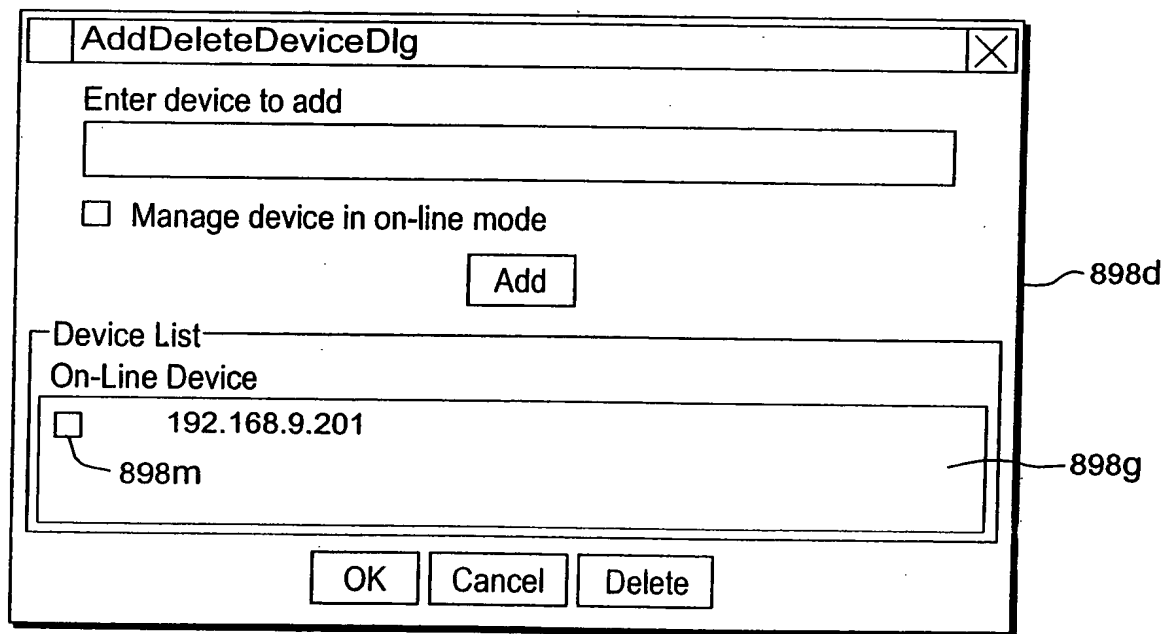 AddDeleteDeviceDlg
Enter device to add
Manage device in on-line mode
Add
898d
Device List
On-Line Device
192.168.9.201
898m
898g
OK Cancel Delete